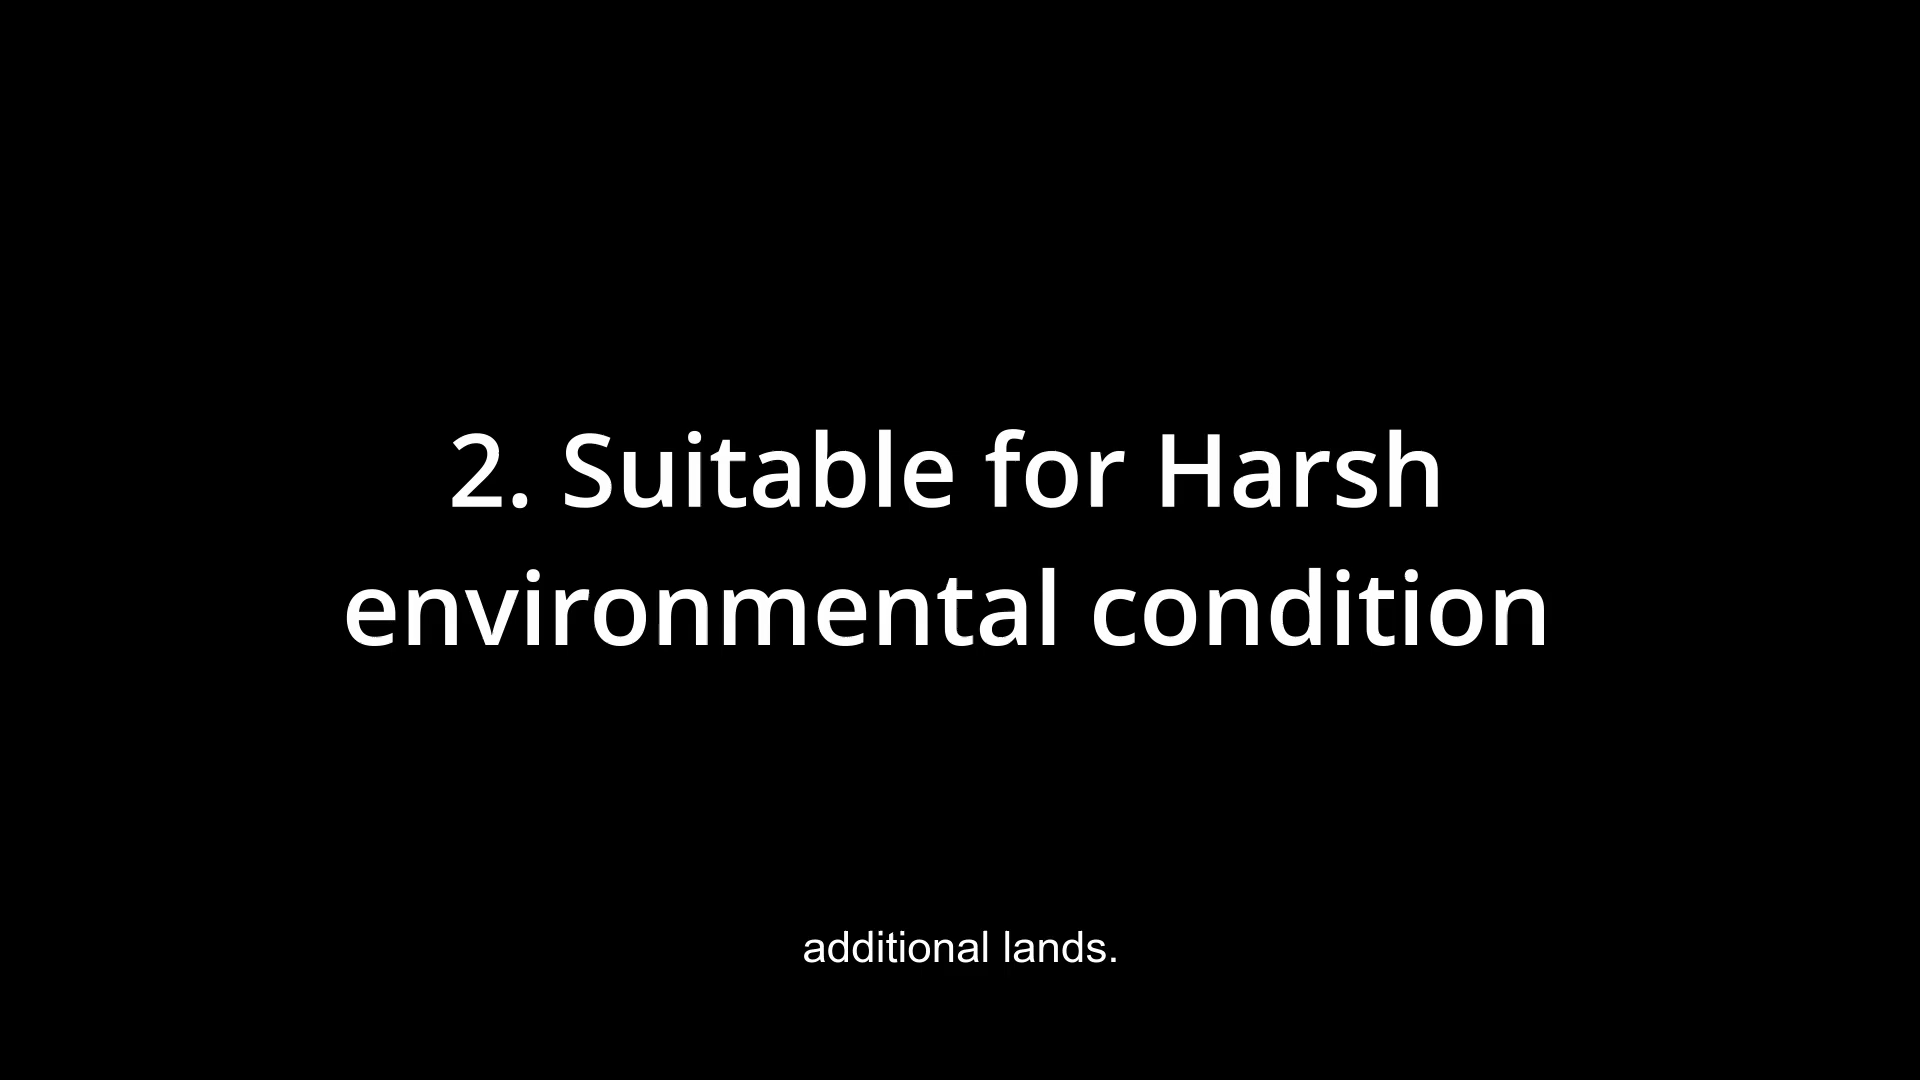 2. Suitable for Harsh
environmental condition
additional lands.